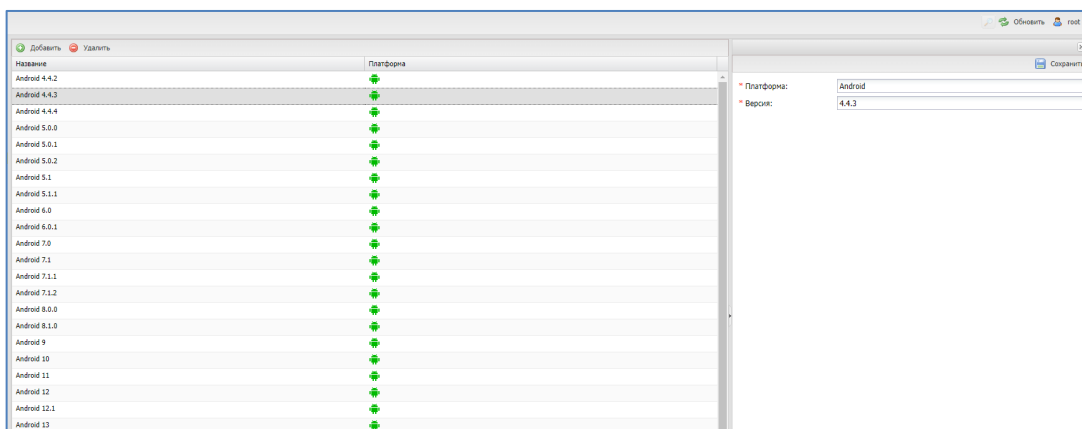 Обновить root
Добавить Удалить
Название Платформа
Android 4.4.2
Android 4.4.3
Android 4.4.4
Android 5.0.0
Android 5.0.1
Android 5.0.2
Android 5.1
Android 5.1.1
Android 6.0
Android 6.0.1
Android 7.0
Android 7.1
Android 7.1.1
Android 7.1.2
Android 8.0.0
Android 8.1.0
Android 9
Android 10
Android 11
Android 12
Android 12.1
Android 13
Сохранить
* Платформа: Android
* Версия: 4.4.3